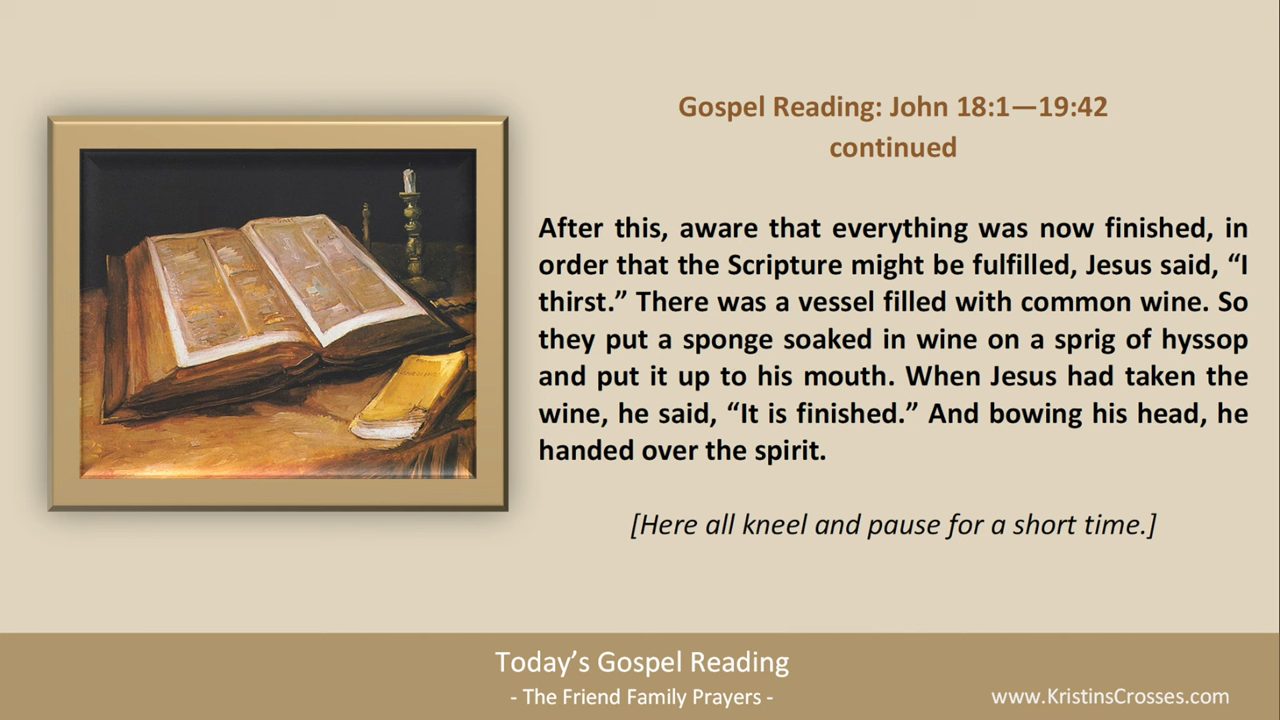 Gospel Reading: John 18:1—19:42
continued
After this, aware that everything was now finished, in
order that the Scripture might be fulfilled, Jesus said, “I
thirst.” There was a vessel filled with common wine. So
they put a sponge soaked in wine on a sprig of hyssop
and put it up to his mouth. When Jesus had taken the
wine, he said, “It is finished.” And bowing his head, he
handed over the spirit.
[Here all kneel and pause for a short time.]
Today’s Gospel Reading
- The Friend Family Prayers -
www.KristinsCrosses.com